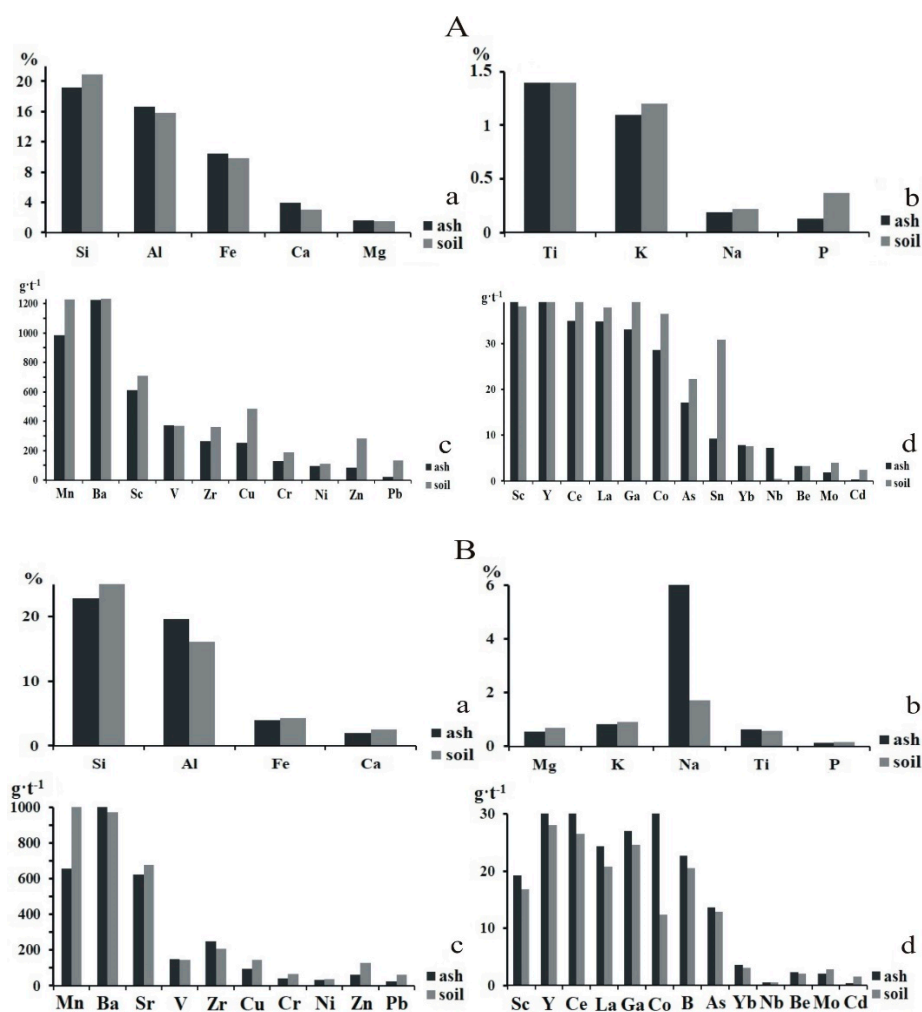 A
%
20
16
12
8
4
0
Si Al Fe Ca Mg
a
ash
soil
%
1.5
1
0.5
0
Ti K Na P
b
ash
soil
g·t-1
1200
1000
800
600
400
200
0
Mn Ba Sc V Zr Cu Cr Ni Zn Pb
c
ash
soil
g·t-1
30
20
10
0
Sc Y Ce La Ga Co As Sn Yb Nb Be Mo Cd
d
ash
soil
B
%
20
10
0
Si Al Fe Ca
a
ash
soil
%
6
4
2
0
Mg K Na Ti P
b
ash
soil
g·t-1
1000
800
600
400
200
0
Mn Ba Sr V Zr Cu Cr Ni Zn Pb
c
ash
soil
g·t-1
30
20
10
0
Sc Y Ce La Ga Co B As Yb Nb Be Mo Cd
d
ash
soil